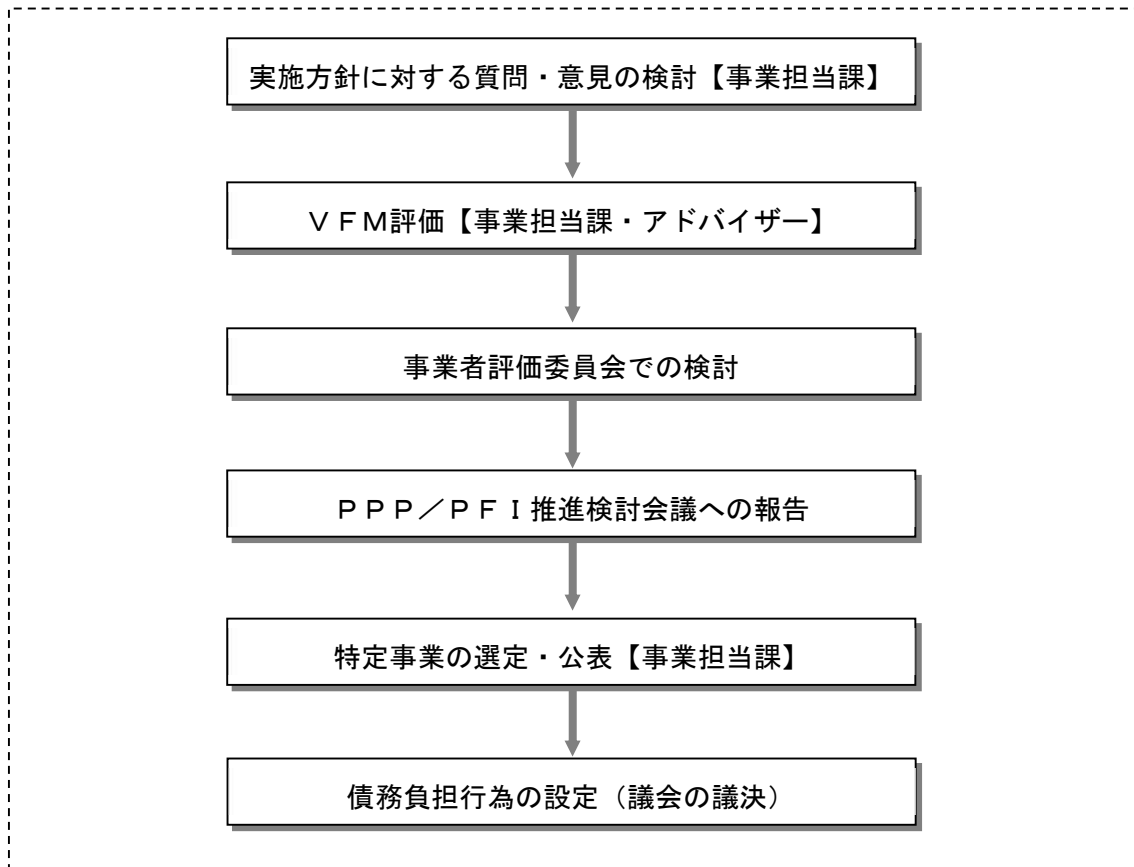 実施方針に対する質問・意見の検討【事業担当課】
ＶＦＭ評価【事業担当課・アドバイザー】
事業者評価委員会での検討
ＰＰＰ／ＰＦＩ推進検討会議への報告
特定事業の選定・公表【事業担当課】
債務負担行為の設定（議会の議決）